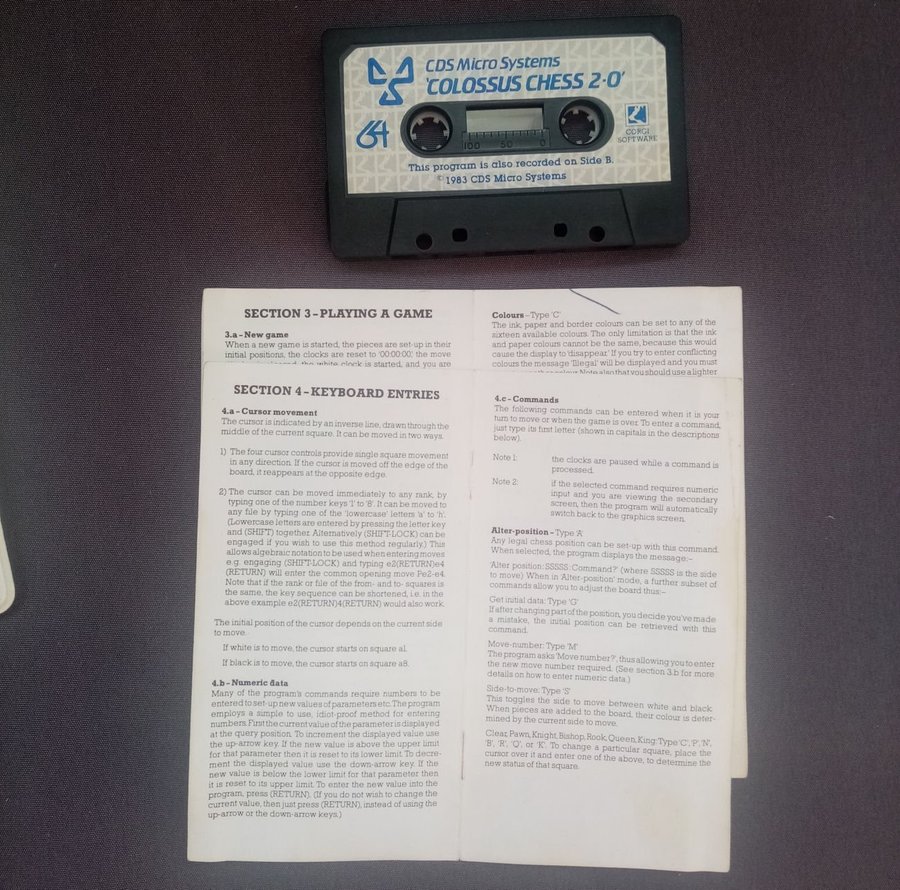 CDS Micro Systems
'COLOSSUS CHESS 2·0'
64
CORGI
SOFTWARE
100 50 0
This program is also recorded on Side B.
© 1983 CDS Micro Systems
SECTION 3 – PLAYING A GAME
3.a – New game
When a new game is started, the pieces are set-up in their
initial positions, the clocks are reset to '00:00:00', the move
the white clock is started, and you are
Colours – Type 'C'
The ink, paper and border colours can be set to any of the
sixteen available colours. The only limitation is that the ink
and paper colours cannot be the same, because this would
cause the display to 'disappear.' If you try to enter conflicting
colours the message 'Illegal' will be displayed and you must
colour. Note also that you should use a lighter
SECTION 4 – KEYBOARD ENTRIES
4.a – Cursor movement
The cursor is indicated by an inverse line, drawn through the
middle of the current square. It can be moved in two ways.
1) The four cursor controls provide single square movement
in any direction. If the cursor is moved off the edge of the
board, it reappears at the opposite edge.
2) The cursor can be moved immediately to any rank, by
typing one of the number keys '1' to '8'. It can be moved to
any file by typing one of the 'lowercase' letters 'a' to 'h'.
(Lowercase letters are entered by pressing the letter key
and (SHIFT) together. Alternatively (SHIFT-LOCK) can be
engaged if you wish to use this method regularly.) This
allows algebraic notation to be used when entering moves
e.g. engaging (SHIFT-LOCK) and typing e2(RETURN)e4
(RETURN) will enter the common opening move Pe2-e4.
Note that if the rank or file of the from- and to- squares is
the same, the key sequence can be shortened, i.e. in the
above example e2(RETURN)4(RETURN) would also work.
The initial position of the cursor depends on the current side
to move.
If white is to move, the cursor starts on square a1.
If black is to move, the cursor starts on square a8.
4.b – Numeric data
Many of the program's commands require numbers to be
entered to set-up new values of parameters etc. The program
employs a simple to use, idiot-proof method for entering
numbers. First the current value of the parameter is displayed
at the query position. To increment the displayed value use
the up-arrow key. If the new value is above the upper limit
for that parameter then it is reset to its lower limit. To decre-
ment the displayed value use the down-arrow key. If the
new value is below the lower limit for that parameter then
it is reset to its upper limit. To enter the new value into the
program, press (RETURN). (If you do not wish to change the
current value, then just press (RETURN), instead of using the
up-arrow or the down-arrow keys.)
4.c – Commands
The following commands can be entered when it is your
turn to move or when the game is over. To enter a command,
just type its first letter (shown in capitals in the descriptions
below).
Note 1: the clocks are paused while a command is
processed.
Note 2: if the selected command requires numeric
input and you are viewing the secondary
screen, then the program will automatically
switch back to the graphics screen.
Alter-position – Type 'A'
Any legal chess position can be set-up with this command.
When selected, the program displays the message:–
'Alter position: SSSSS: Command?' (where SSSSS is the side
to move.) When in 'Alter-position' mode, a further subset of
commands allow you to adjust the board thus:–
Get initial data: Type 'G'
If after changing part of the position, you decide you've made
a mistake, the initial position can be retrieved with this
command.
Move-number: Type 'M'
The program asks 'Move number?', thus allowing you to enter
the new move number required. (See section 3.b for more
details on how to enter numeric data.)
Side-to-move: Type 'S'
This toggles the side to move between white and black.
When pieces are added to the board, their colour is deter-
mined by the current side to move.
Clear, Pawn, Knight, Bishop, Rook, Queen, King: Type 'C', 'P', 'N',
'B', 'R', 'Q', or 'K'. To change a particular square, place the
cursor over it and enter one of the above, to determine the
new status of that square.